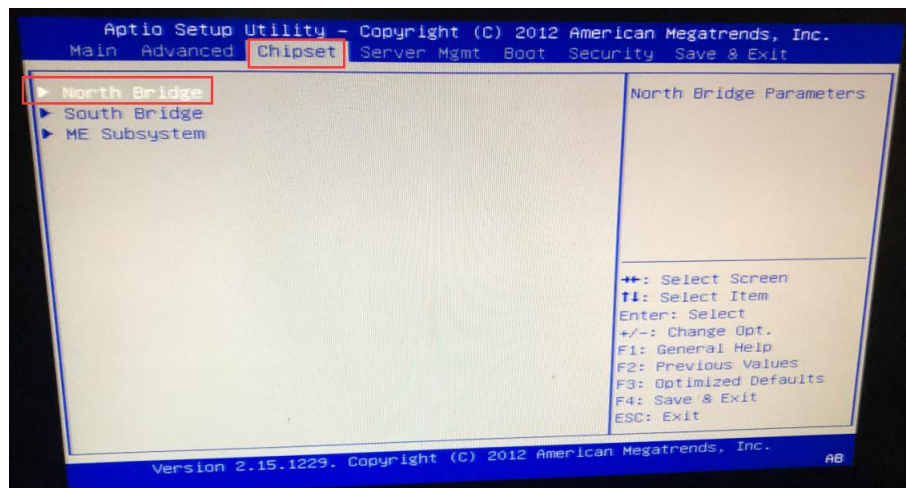 Aptio Setup Utility – Copyright (C) 2012 American Megatrends, Inc.
Main Advanced Chipset Server Mgmt Boot Security Save & Exit
▶ North Bridge
▶ South Bridge
▶ ME Subsystem
North Bridge Parameters
→←: Select Screen
↑↓: Select Item
Enter: Select
+/-: Change Opt.
F1: General Help
F2: Previous Values
F3: Optimized Defaults
F4: Save & Exit
ESC: Exit
Version 2.15.1229. Copyright (C) 2012 American Megatrends, Inc.
AB